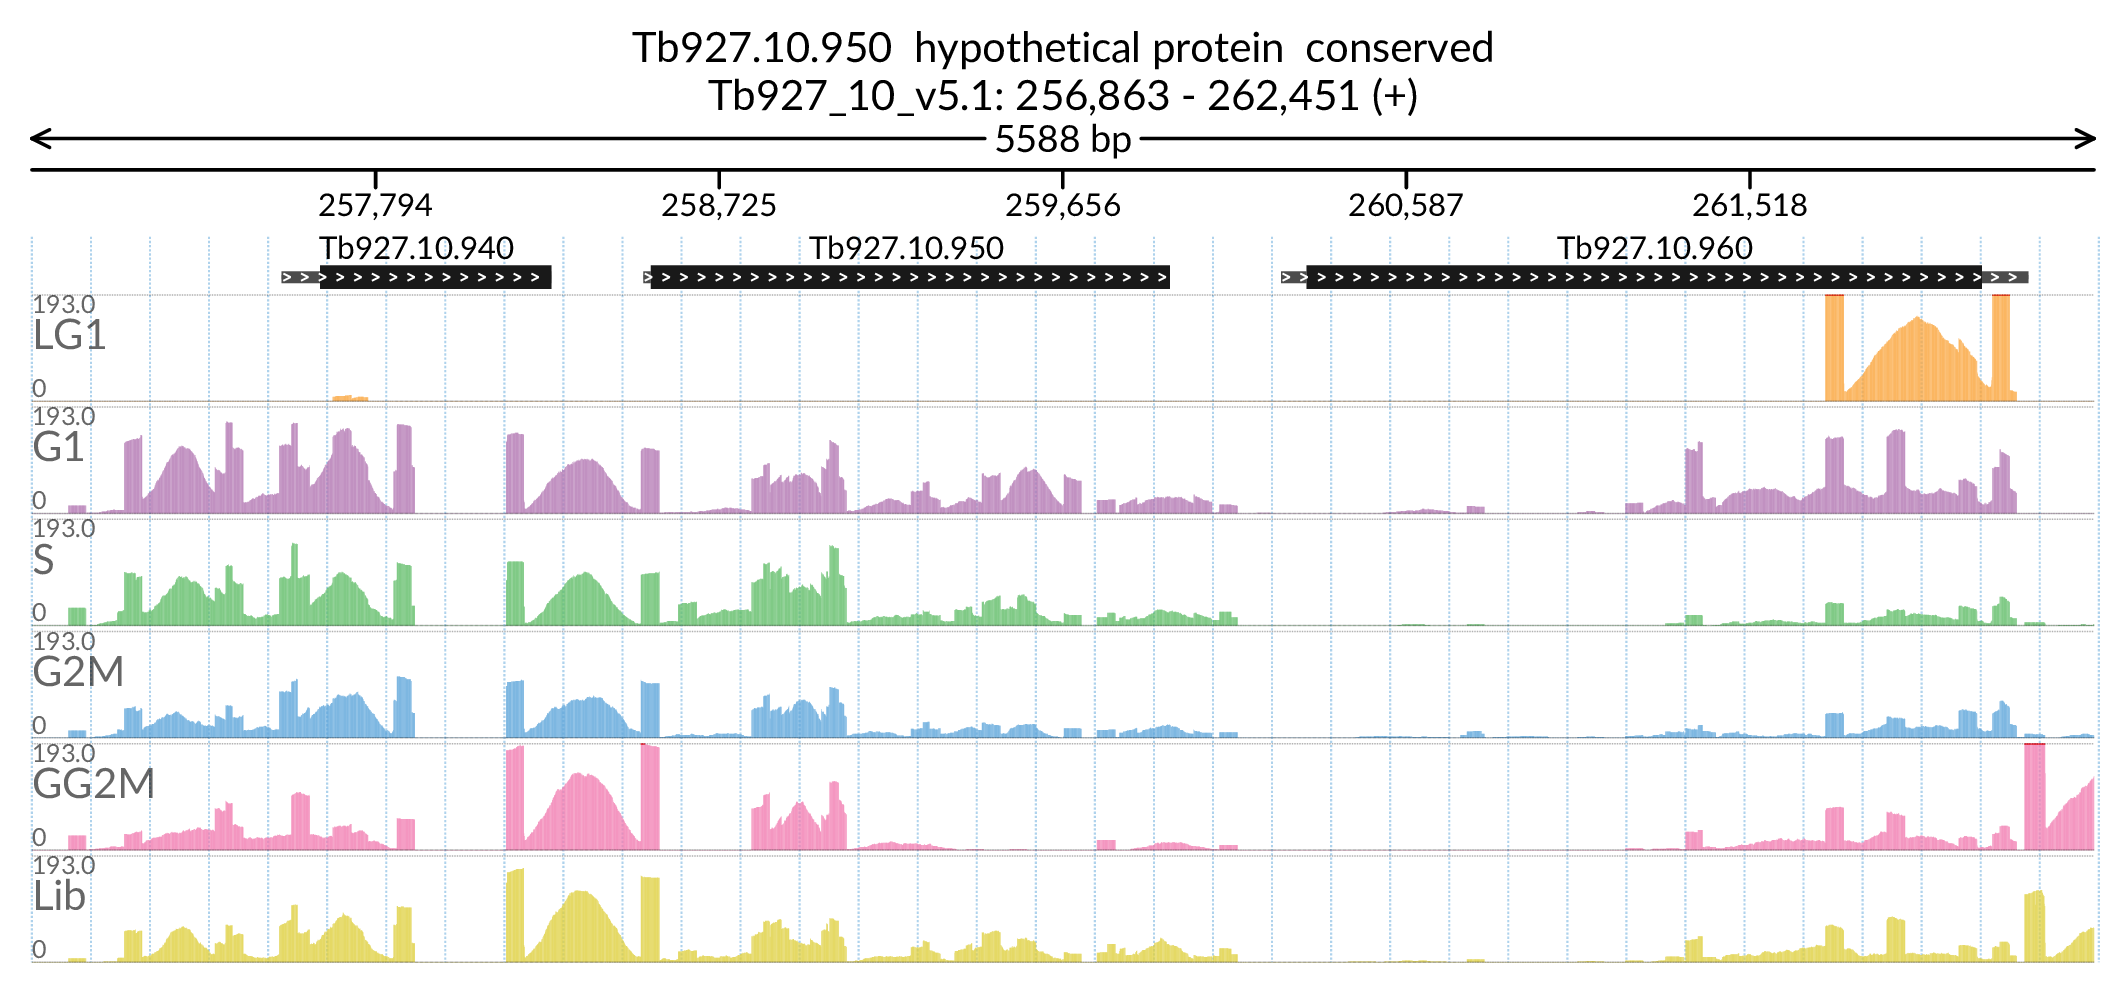 Tb927.10.950  hypothetical protein  conserved
Tb927_10_v5.1: 256,863 - 262,451 (+)
5588 bp
257,794 258,725 259,656 260,587 261,518
Tb927.10.940 Tb927.10.950 Tb927.10.960
193.0
LG1
0
193.0
G1
0
193.0
S
0
193.0
G2M
0
193.0
GG2M
0
193.0
Lib
0